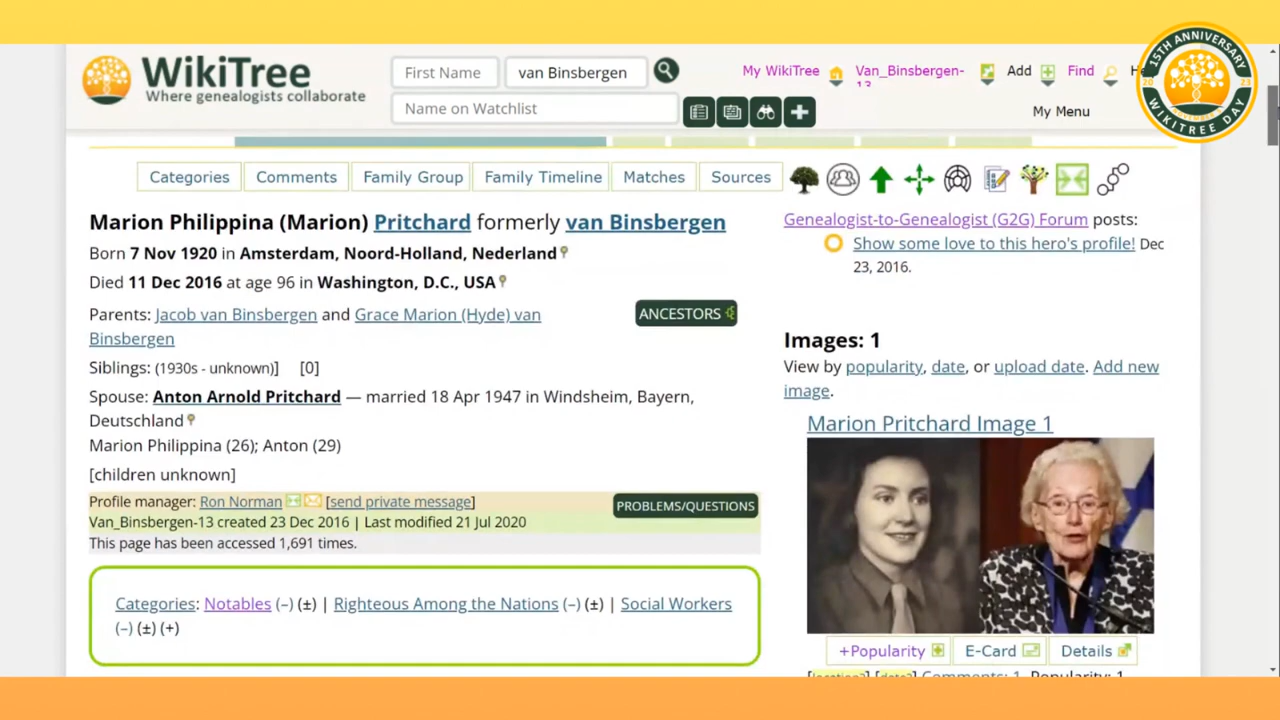 WikiTree
Where genealogists collaborate
First Name
van Binsbergen
Name on Watchlist
My WikiTree
Van_Binsbergen-
Add
Find
My Menu
15TH ANNIVERSARY
20 23
WIKITREE DAY
Categories
Comments
Family Group
Family Timeline
Matches
Sources
Marion Philippina (Marion) Pritchard formerly van Binsbergen
Born 7 Nov 1920 in Amsterdam, Noord-Holland, Nederland
Died 11 Dec 2016 at age 96 in Washington, D.C., USA
Parents: Jacob van Binsbergen and Grace Marion (Hyde) van
Binsbergen
ANCESTORS
Siblings: (1930s - unknown)] [0]
Spouse: Anton Arnold Pritchard — married 18 Apr 1947 in Windsheim, Bayern,
Deutschland
Marion Philippina (26); Anton (29)
[children unknown]
Profile manager: Ron Norman [send private message]
Van_Binsbergen-13 created 23 Dec 2016 | Last modified 21 Jul 2020
This page has been accessed 1,691 times.
PROBLEMS/QUESTIONS
Categories: Notables (–) (±) | Righteous Among the Nations (–) (±) | Social Workers
(–) (±) (+)
Genealogist-to-Genealogist (G2G) Forum posts:
Show some love to this hero's profile! Dec
23, 2016.
Images: 1
View by popularity, date, or upload date. Add new
image.
Marion Pritchard Image 1
+Popularity
E-Card
Details
[location?] [date?] Comments: 1 Popularity: 1